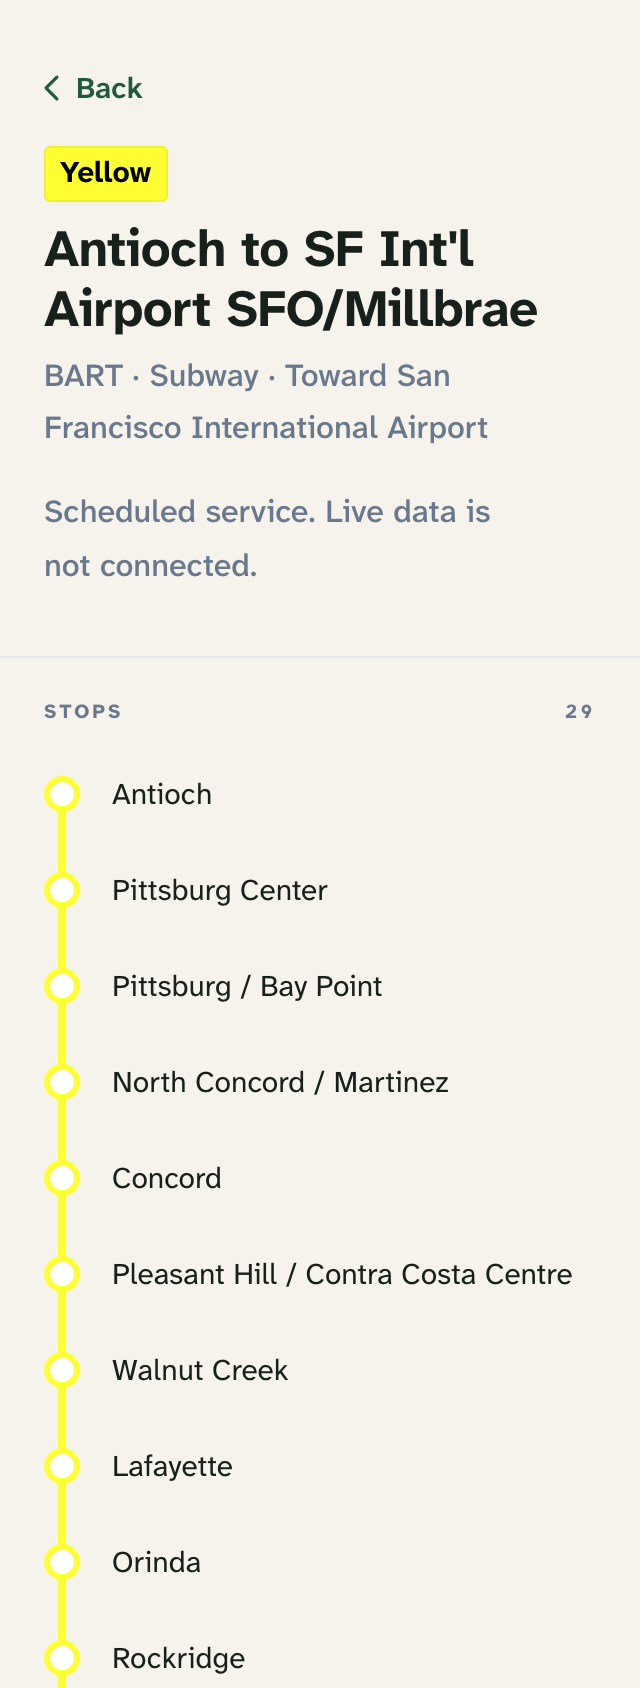 Back
Yellow
Antioch to SF Int'l
Airport SFO/Millbrae
BART · Subway · Toward San
Francisco International Airport
Scheduled service. Live data is
not connected.
STOPS 29
Antioch
Pittsburg Center
Pittsburg / Bay Point
North Concord / Martinez
Concord
Pleasant Hill / Contra Costa Centre
Walnut Creek
Lafayette
Orinda
Rockridge